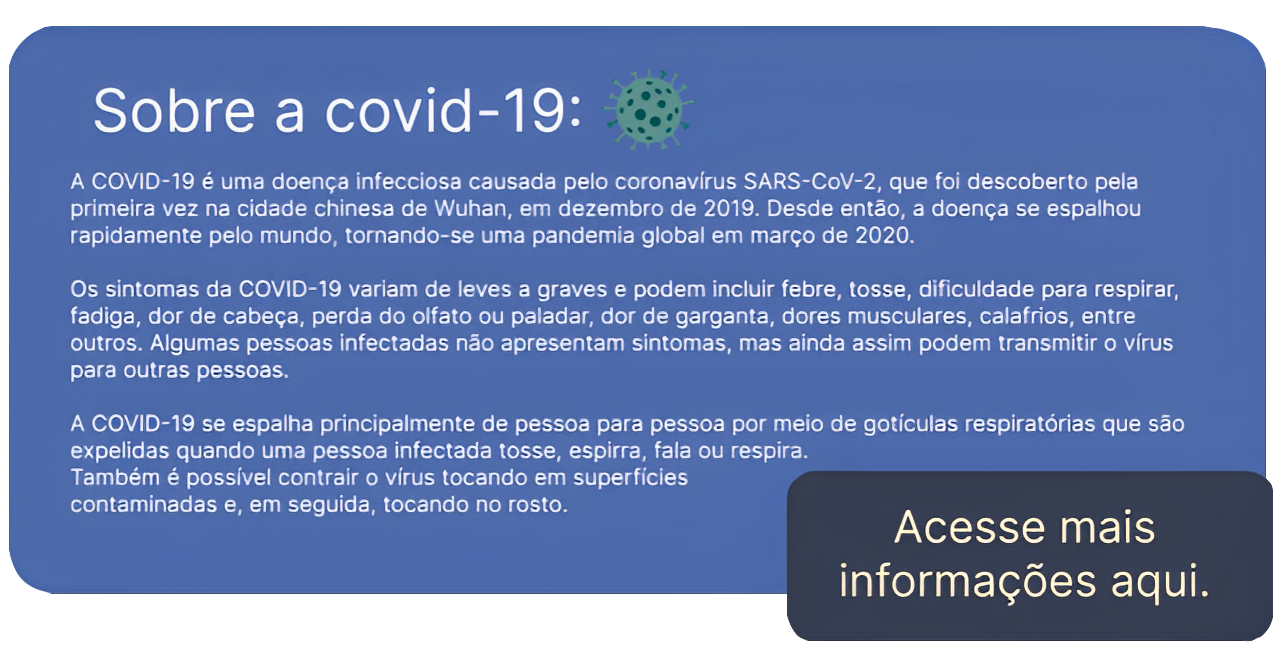 Sobre a covid-19:
A COVID-19 é uma doença infecciosa causada pelo coronavírus SARS-CoV-2, que foi descoberto pela
primeira vez na cidade chinesa de Wuhan, em dezembro de 2019. Desde então, a doença se espalhou
rapidamente pelo mundo, tornando-se uma pandemia global em março de 2020.
Os sintomas da COVID-19 variam de leves a graves e podem incluir febre, tosse, dificuldade para respirar,
fadiga, dor de cabeça, perda do olfato ou paladar, dor de garganta, dores musculares, calafrios, entre
outros. Algumas pessoas infectadas não apresentam sintomas, mas ainda assim podem transmitir o vírus
para outras pessoas.
A COVID-19 se espalha principalmente de pessoa para pessoa por meio de gotículas respiratórias que são
expelidas quando uma pessoa infectada tosse, espirra, fala ou respira.
Também é possível contrair o vírus tocando em superfícies
contaminadas e, em seguida, tocando no rosto.
Acesse mais
informações aqui.